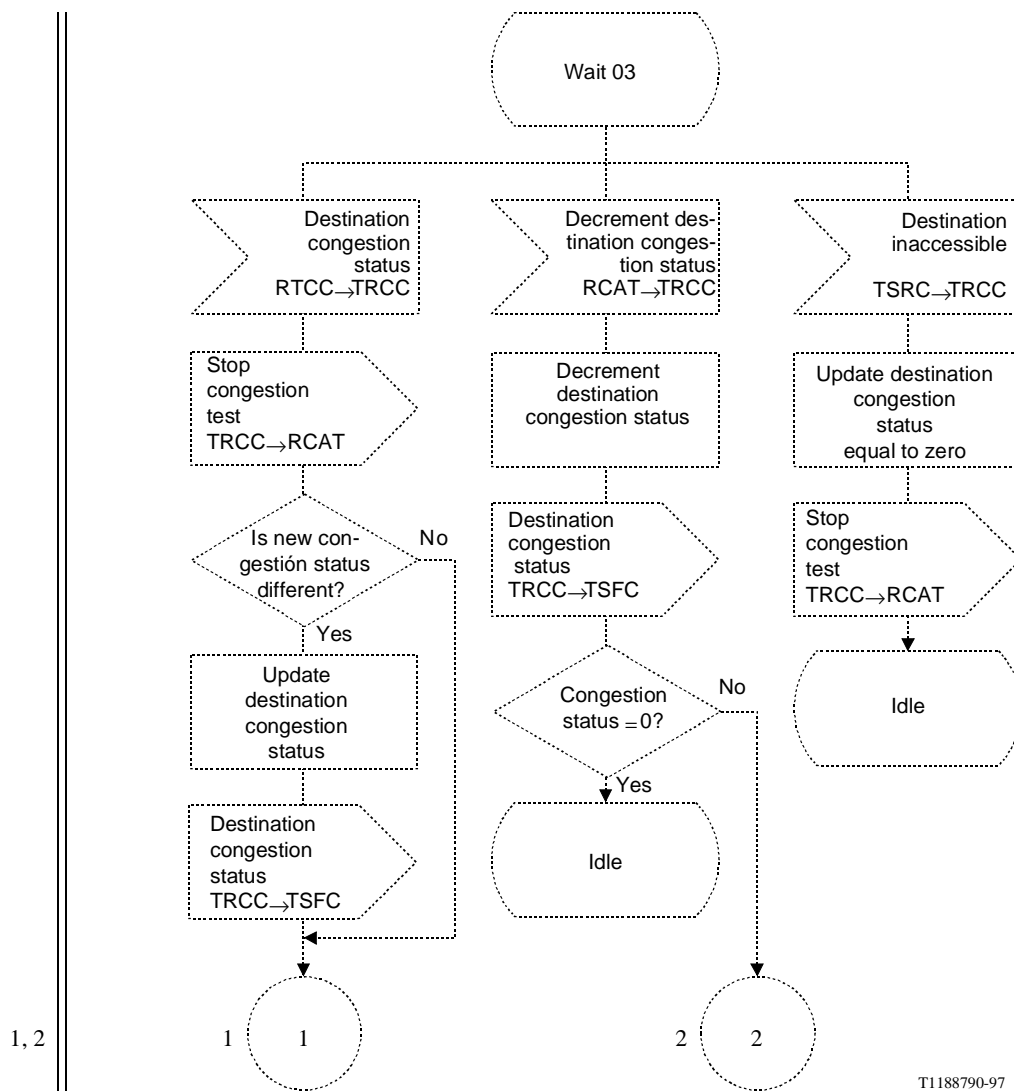 Wait 03
Destination
congestion
status
RTCC→TRCC
Stop
congestion
test
TRCC→RCAT
Is new con-
gestión status
different?
No
Yes
Update
destination
congestion
status
Destination
congestion
status
TRCC→TSFC
1
1
Decrement des-
tination conges-
tion status
RCAT→TRCC
Decrement
destination
congestion status
Destination
congestion
status
TRCC→TSFC
Congestion
status = 0?
No
Yes
Idle
2
2
Destination
inaccessible
TSRC→TRCC
Update destination
congestion
status
equal to zero
Stop
congestion
test
TRCC→RCAT
Idle
1, 2
T1188790-97